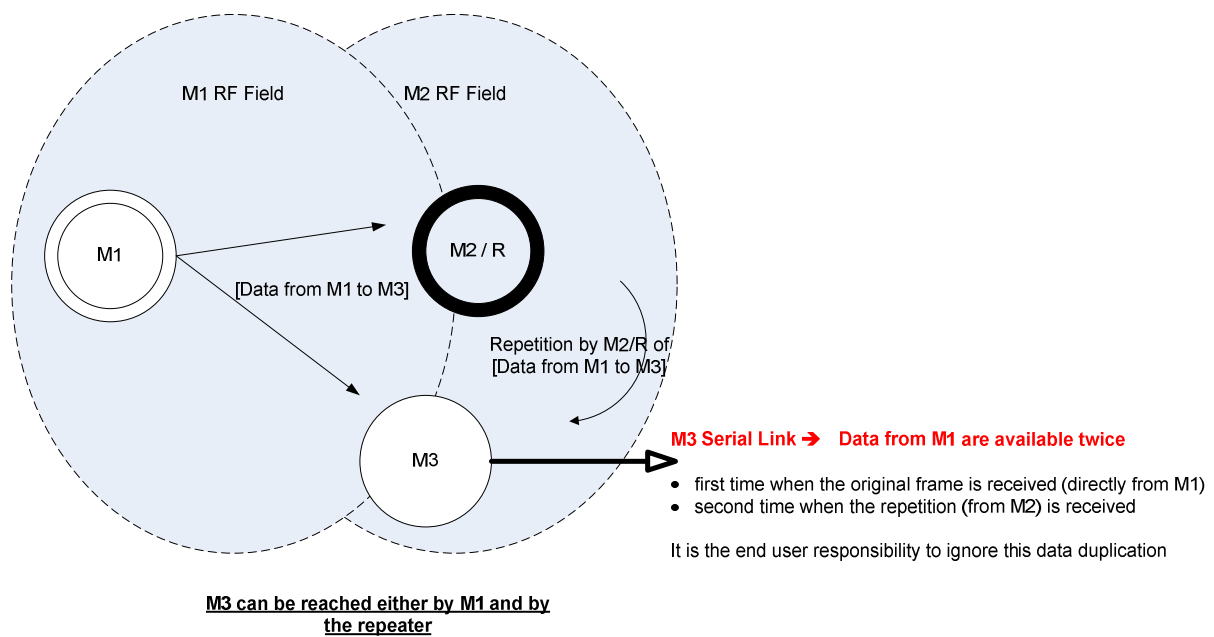 M1 RF Field
M2 RF Field
M1
M2 / R
[Data from M1 to M3]
Repetition by M2/R of
[Data from M1 to M3]
M3
M3 Serial Link ➔ Data from M1 are available twice
• first time when the original frame is received (directly from M1)
• second time when the repetition (from M2) is received
It is the end user responsibility to ignore this data duplication
M3 can be reached either by M1 and by
the repeater